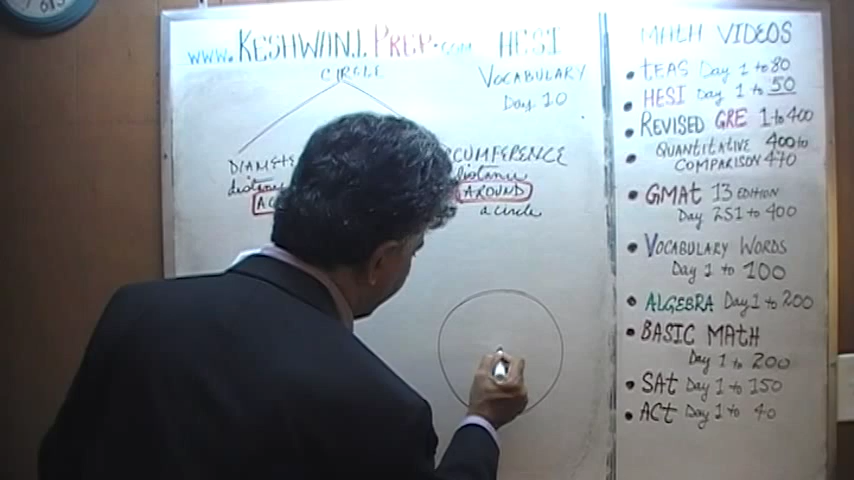 www.KESHWANI PREP.com HESI
CIRCLE VOCABULARY
Day 10
DIAMETE
distanc
A
CUMFERENCE
distance
AROUND
a circle
MATH VIDEOS
• tEAS Day 1 to 80
• HESI Day 1 to 50
• REVISED GRE 1 to 400
• QUANTITATIVE 400 to
COMPARISON 470
• GMAt 13 EDITION
Day 251 to 400
• VOCABULARY WORDS
Day 1 to 100
• ALGEBRA Day 1 to 200
• BASIC MATH
Day 1 to 200
• SAt Day 1 to 150
• ACt Day 1 to 40